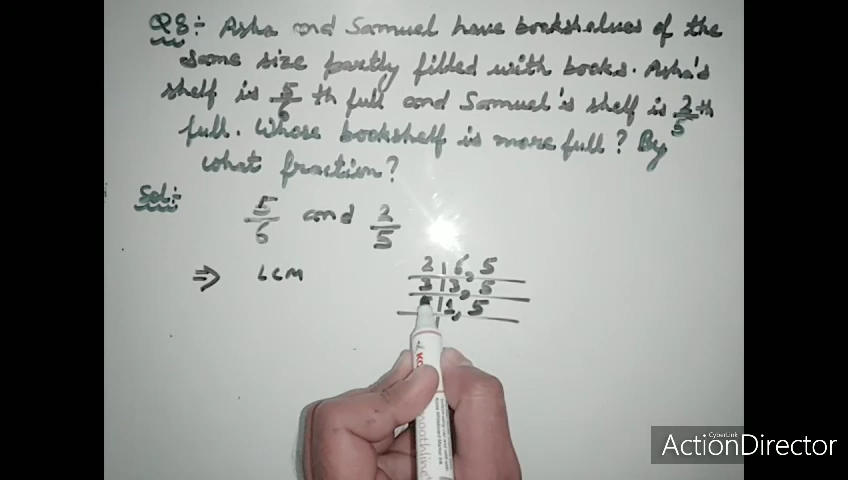 Q8:- Asha and Samuel have bookshelves of the
same size partly filled with books. Asha's
shelf is 5/6 th full and Samuel's shelf is 2/5 th
full. Whose bookshelf is more full? By
what fraction?
Sol:-
5/6 and 2/5
⇒ LCM
2 | 6, 5
3 | 3, 5
5 | 1, 5
CyberLink
ActionDirector